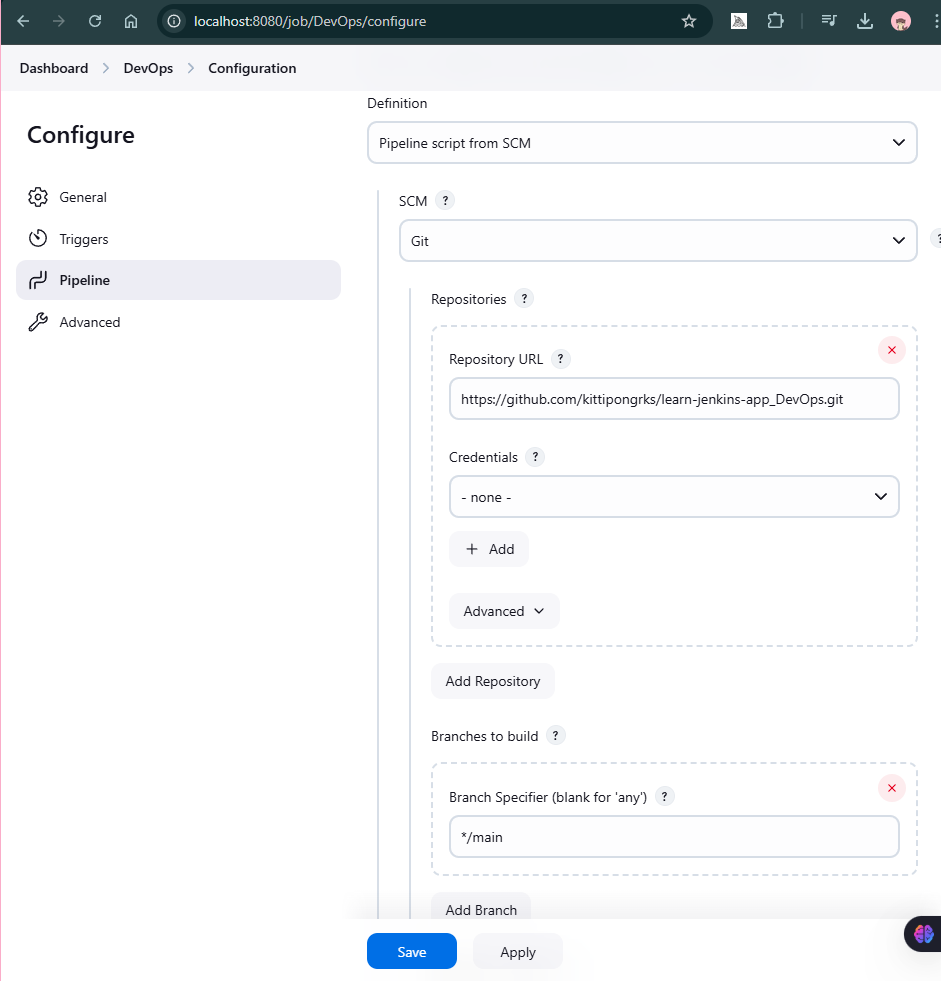 localhost:8080/job/DevOps/configure
Dashboard > DevOps > Configuration
Configure
General
Triggers
Pipeline
Advanced
Definition
Pipeline script from SCM
SCM ?
Git
?
Repositories ?
Repository URL ?
https://github.com/kittipongrks/learn-jenkins-app_DevOps.git
Credentials ?
- none -
+ Add
Advanced
Add Repository
Branches to build ?
Branch Specifier (blank for 'any') ?
*/main
Add Branch
Save Apply